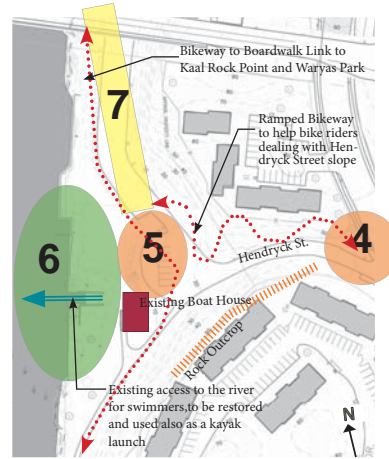 Bikeway to Boardwalk Link to
Kaal Rock Point and Waryas Park
7
Ramped Bikeway
to help bike riders
dealing with Hen-
dryck Street slope
6
5
4
Hendryck St.
Existing Boat House
Rock Outcrop
Existing access to the river
for swimmers,to be restored
and used also as a kayak
launch
N